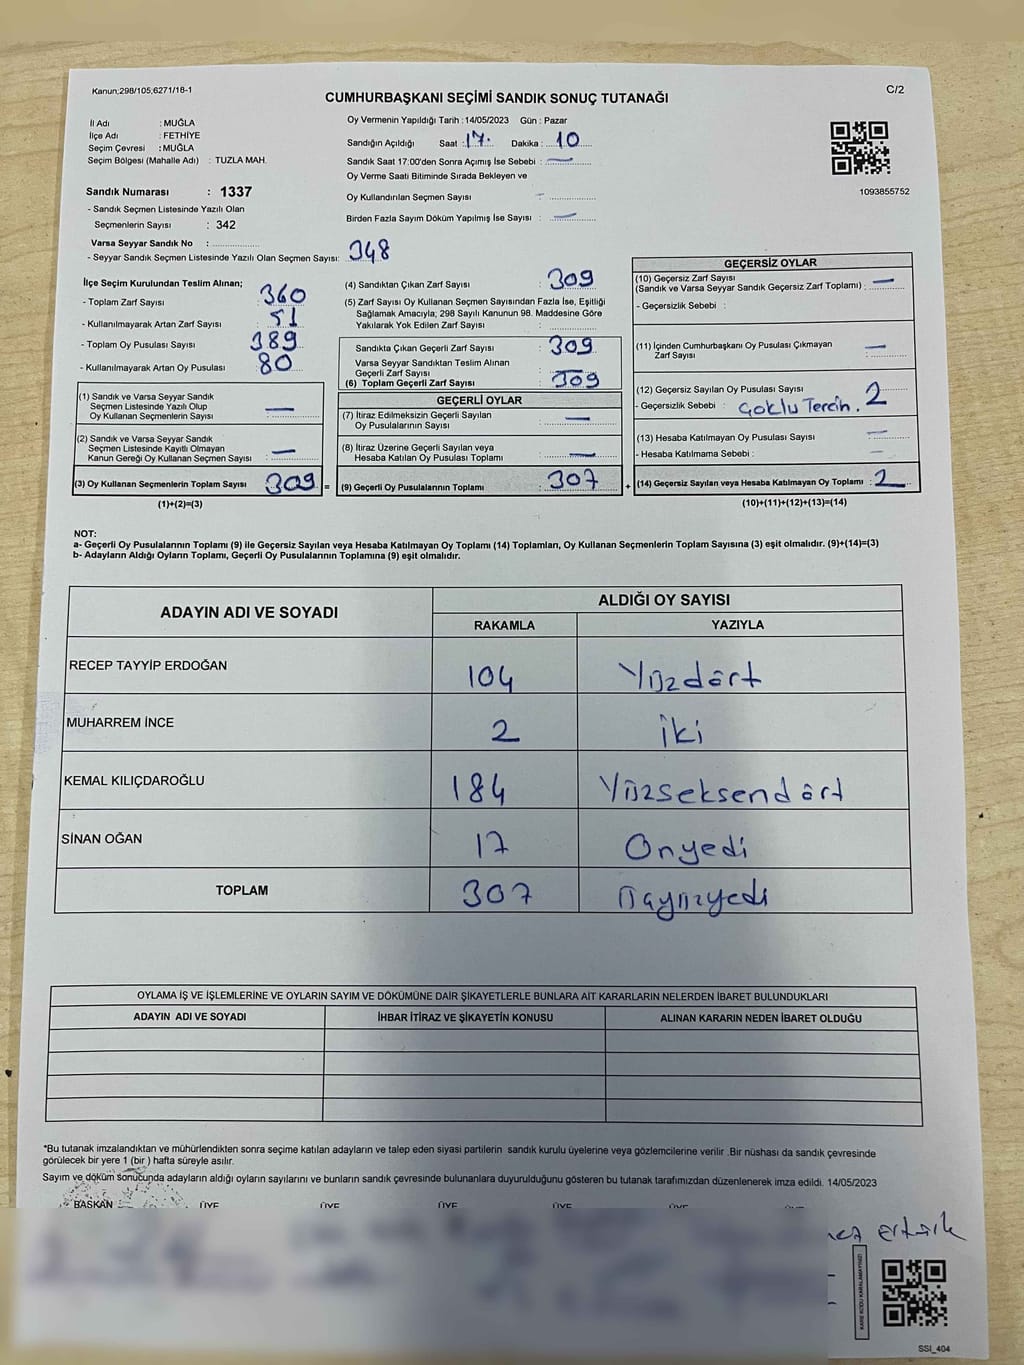 Kanun;298/105;6271/18-1
C/2
CUMHURBAŞKANI SEÇİMİ SANDIK SONUÇ TUTANAĞI
İl Adı : MUĞLA
İlçe Adı : FETHİYE
Seçim Çevresi : MUĞLA
Seçim Bölgesi (Mahalle Adı) : TUZLA MAH.
Sandık Numarası : 1337
- Sandık Seçmen Listesinde Yazılı Olan
Seçmenlerin Sayısı : 342
Varsa Seyyar Sandık No :
- Seyyar Sandık Seçmen Listesinde Yazılı Olan Seçmen Sayısı: 348
Oy Vermenin Yapıldığı Tarih : 14/05/2023 Gün : Pazar
Sandığın Açıldığı Saat : 17. Dakika : 10
Sandık Saat 17:00'den Sonra Açımış İse Sebebi : —
Oy Verme Saati Bitiminde Sırada Bekleyen ve
Oy Kullandırılan Seçmen Sayısı : -
Birden Fazla Sayım Döküm Yapılmış İse Sayısı : —
1093855752
İlçe Seçim Kurulundan Teslim Alınan;
- Toplam Zarf Sayısı : 360
- Kullanılmayarak Artan Zarf Sayısı : 51
- Toplam Oy Pusulası Sayısı : 389
- Kullanılmayarak Artan Oy Pusulası : 80
(1) Sandık ve Varsa Seyyar Sandık
Seçmen Listesinde Yazılı Olup
Oy Kullanan Seçmenlerin Sayısı : —
(2) Sandık ve Varsa Seyyar Sandık
Seçmen Listesinde Kayıtlı Olmayan
Kanun Gereği Oy Kullanan Seçmen Sayısı : —
(3) Oy Kullanan Seçmenlerin Toplam Sayısı : 309 =
(1)+(2)=(3)
(4) Sandıktan Çıkan Zarf Sayısı : 309
(5) Zarf Sayısı Oy Kullanan Seçmen Sayısından Fazla İse, Eşitliği
Sağlamak Amacıyla; 298 Sayılı Kanunun 98. Maddesine Göre
Yakılarak Yok Edilen Zarf Sayısı :
Sandıkta Çıkan Geçerli Zarf Sayısı : 309
Varsa Seyyar Sandıktan Teslim Alınan
Geçerli Zarf Sayısı : —
(6) Toplam Geçerli Zarf Sayısı : 309
GEÇERLİ OYLAR
(7) İtiraz Edilmeksizin Geçerli Sayılan
Oy Pusulalarının Sayısı : —
(8) İtiraz Üzerine Geçerli Sayılan veya
Hesaba Katılan Oy Pusulası Toplamı : —
(9) Geçerli Oy Pusulalarının Toplamı : 307 +
GEÇERSİZ OYLAR
(10) Geçersiz Zarf Sayısı
(Sandık ve Varsa Seyyar Sandık Geçersiz Zarf Toplamı) : —
- Geçersizlik Sebebi :
(11) İçinden Cumhurbaşkanı Oy Pusulası Çıkmayan
Zarf Sayısı : —
(12) Geçersiz Sayılan Oy Pusulası Sayısı : 2
- Geçersizlik Sebebi : Çoklu Tercih.
(13) Hesaba Katılmayan Oy Pusulası Sayısı : —
- Hesaba Katılmama Sebebi : —
(14) Geçersiz Sayılan veya Hesaba Katılmayan Oy Toplamı : 2
(10)+(11)+(12)+(13)=(14)
NOT:
a- Geçerli Oy Pusulalarının Toplamı (9) ile Geçersiz Sayılan veya Hesaba Katılmayan Oy Toplamı (14) Toplamları, Oy Kullanan Seçmenlerin Toplam Sayısına (3) eşit olmalıdır. (9)+(14)=(3)
b- Adayların Aldığı Oyların Toplamı, Geçerli Oy Pusulalarının Toplamına (9) eşit olmalıdır.
ADAYIN ADI VE SOYADI ALDIĞI OY SAYISI
RAKAMLA YAZIYLA
RECEP TAYYİP ERDOĞAN 104 Yüzdört
MUHARREM İNCE 2 iki
KEMAL KILIÇDAROĞLU 184 Yüzseksendört
SİNAN OĞAN 17 Onyedi
TOPLAM 307 Üçyüzyedi
OYLAMA İŞ VE İŞLEMLERİNE VE OYLARIN SAYIM VE DÖKÜMÜNE DAİR ŞİKAYETLERLE BUNLARA AİT KARARLARIN NELERDEN İBARET BULUNDUKLARI
ADAYIN ADI VE SOYADI İHBAR İTİRAZ VE ŞİKAYETİN KONUSU ALINAN KARARIN NEDEN İBARET OLDUĞU
*Bu tutanak imzalandıktan ve mühürlendikten sonra seçime katılan adayların ve talep eden siyasi partilerin sandık kurulu üyelerine veya gözlemcilerine verilir .Bir nüshası da sandık çevresinde
görülecek bir yere 1 (bir ) hafta süreyle asılır.
Sayım ve döküm sonucunda adayların aldığı oyların sayılarını ve bunların sandık çevresinde bulunanlara duyurulduğunu gösteren bu tutanak tarafımızdan düzenlenerek imza edildi. 14/05/2023
BAŞKAN ÜYE ÜYE ÜYE ÜYE ÜYE ÜYE
KARE KODU KARALAMAYINIZ!
SSI_404